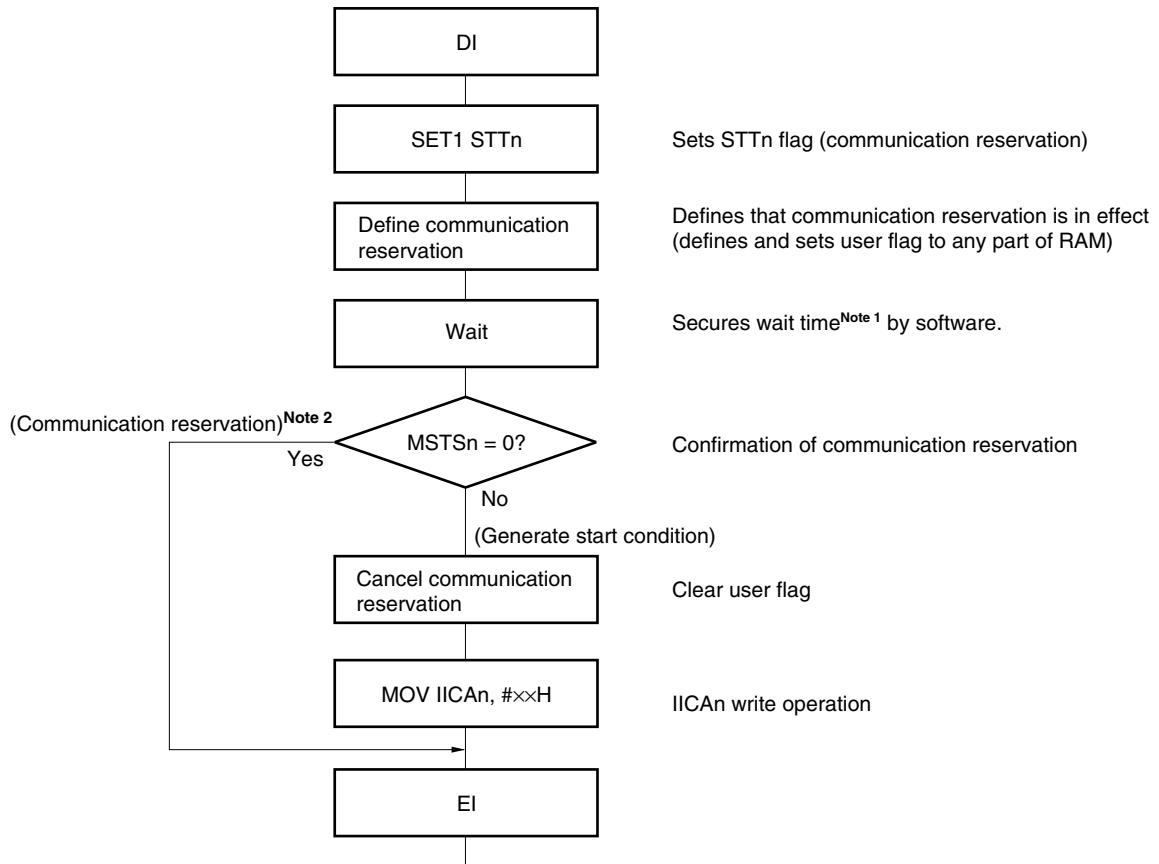 DI
SET1 STTn
Sets STTn flag (communication reservation)
Define communication
reservation
Defines that communication reservation is in effect
(defines and sets user flag to any part of RAM)
Wait
Secures wait timeNote 1 by software.
(Communication reservation)Note 2
Yes
MSTSn = 0?
Confirmation of communication reservation
No
(Generate start condition)
Cancel communication
reservation
Clear user flag
MOV IICAn, #××H
IICAn write operation
EI